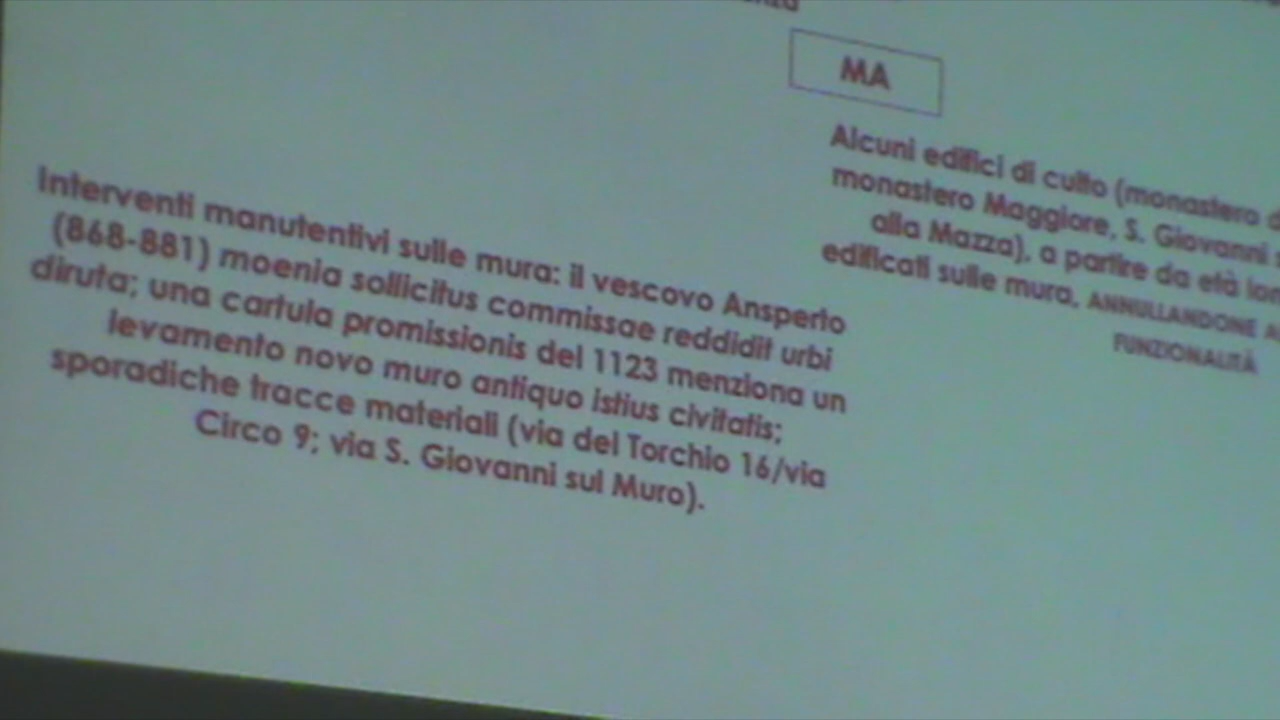 MA
Interventi manutentivi sulle mura: il vescovo Ansperto
(868-881) moenia sollicitus commissae reddidit urbi
diruta; una cartula promissionis del 1123 menziona un
levamento novo muro antiquo istius civitatis;
sporadiche tracce materiali (via del Torchio 16/via
Circo 9; via S. Giovanni sul Muro).
Alcuni edifici di culto (monastero
monastero Maggiore, S. Giovanni
alla Mazza), a partire da età
edificati sulle mura, ANNULLANDONE
FUNZIONALITÀ